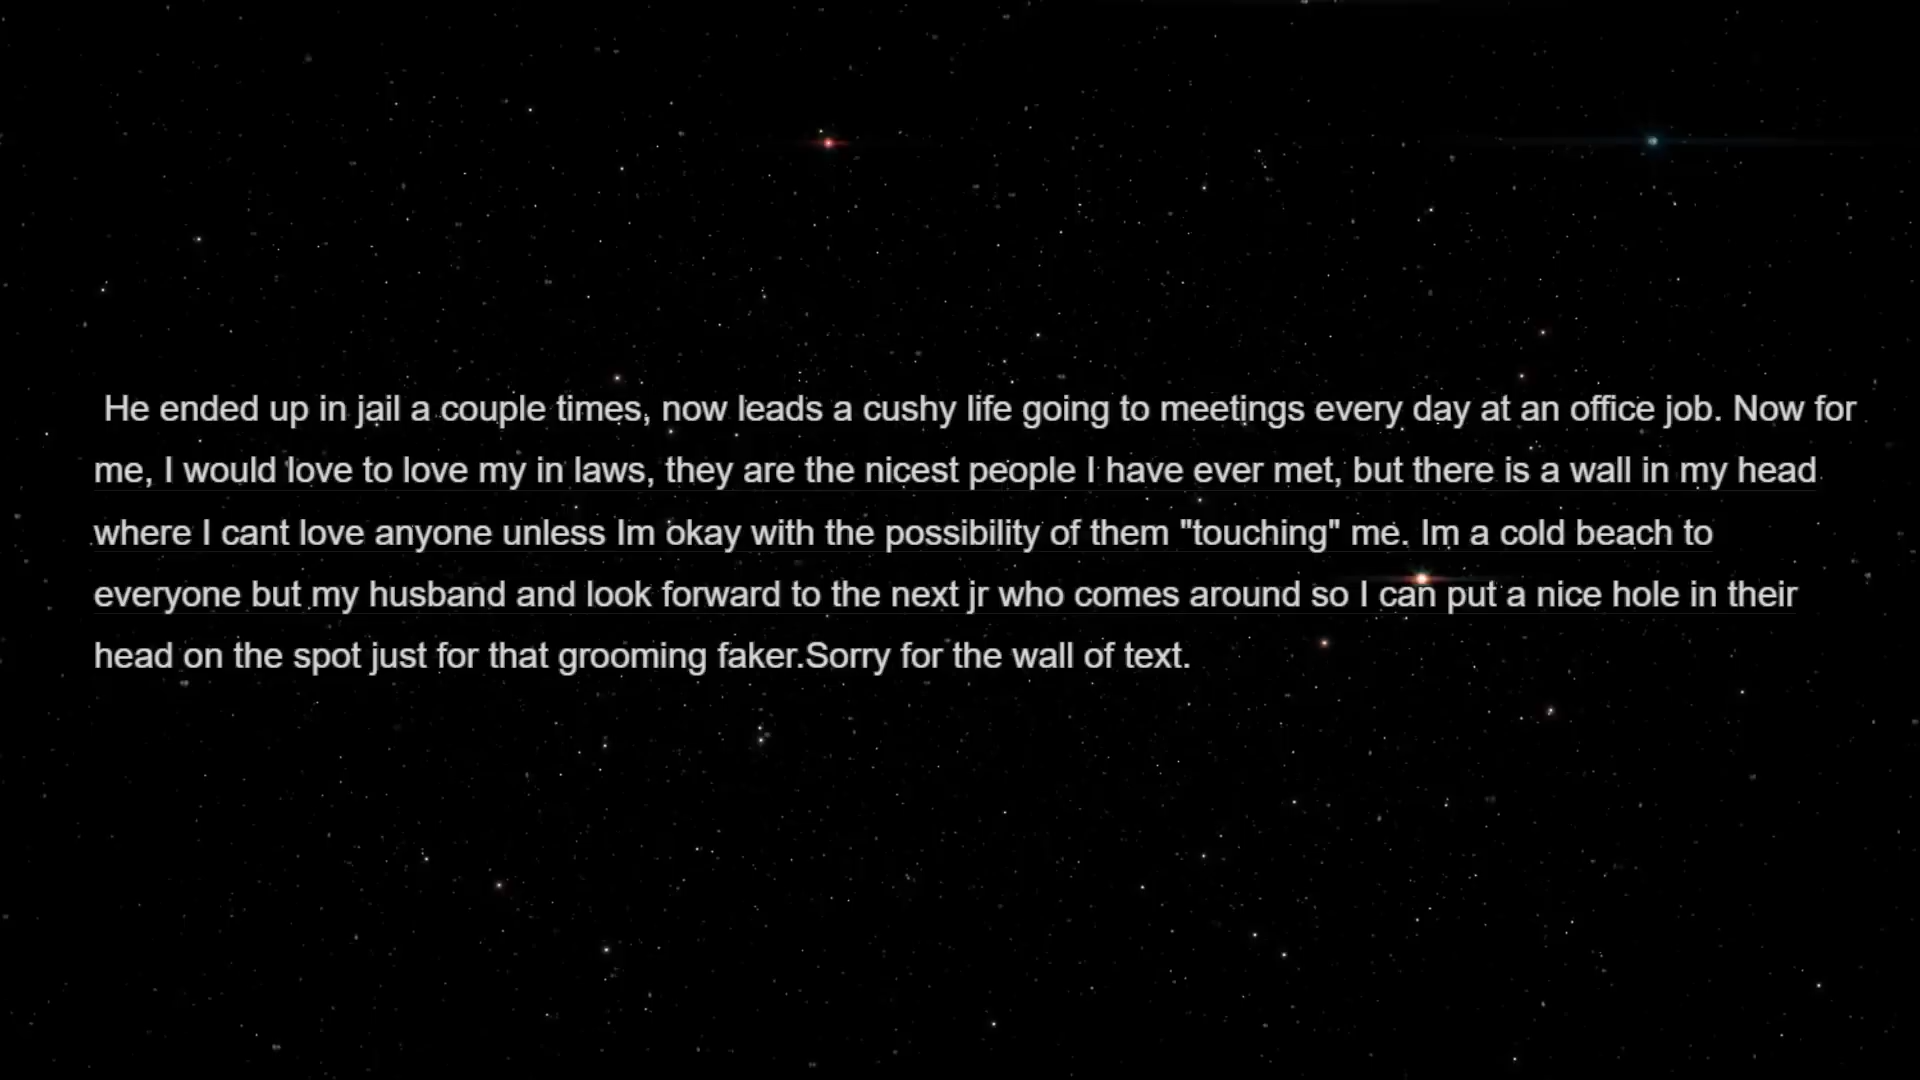 He ended up in jail a couple times, now leads a cushy life going to meetings every day at an office job. Now for
me, I would love to love my in laws, they are the nicest people I have ever met, but there is a wall in my head
where I cant love anyone unless Im okay with the possibility of them "touching" me. Im a cold beach to
everyone but my husband and look forward to the next jr who comes around so I can put a nice hole in their
head on the spot just for that grooming faker.Sorry for the wall of text.